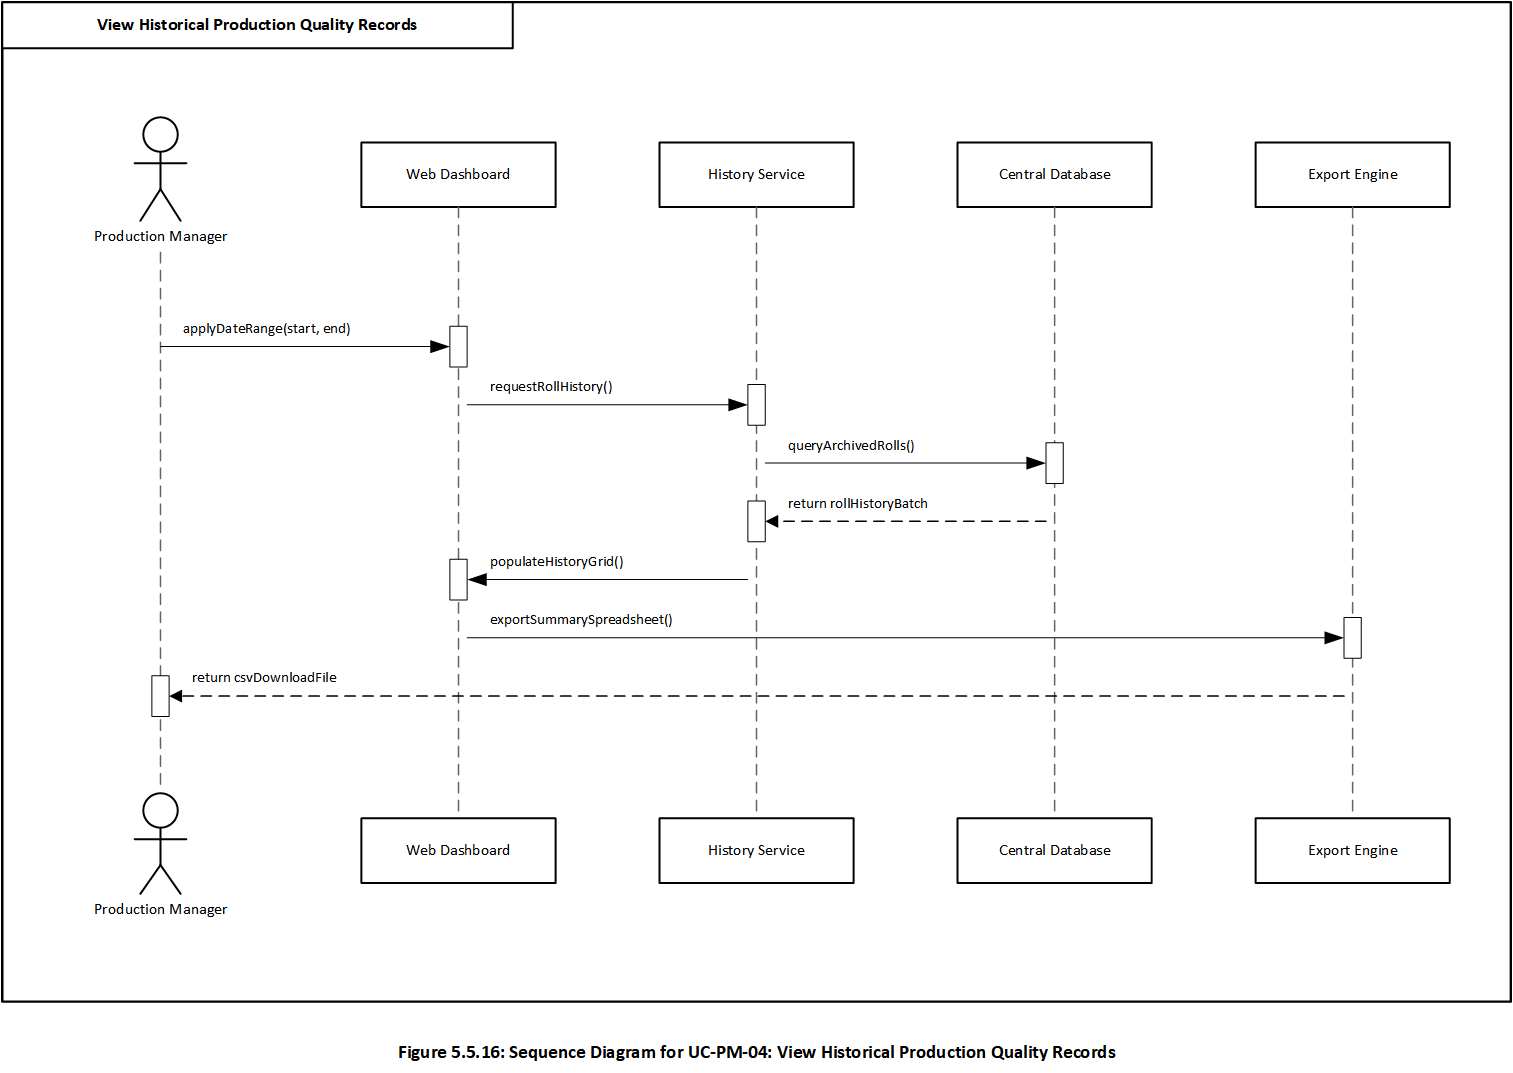 View Historical Production Quality Records
Web Dashboard
History Service
Central Database
Export Engine
Production Manager
applyDateRange(start, end)
requestRollHistory()
queryArchivedRolls()
return rollHistoryBatch
populateHistoryGrid()
exportSummarySpreadsheet()
return csvDownloadFile
Web Dashboard
History Service
Central Database
Export Engine
Production Manager
Figure 5.5.16: Sequence Diagram for UC-PM-04: View Historical Production Quality Records